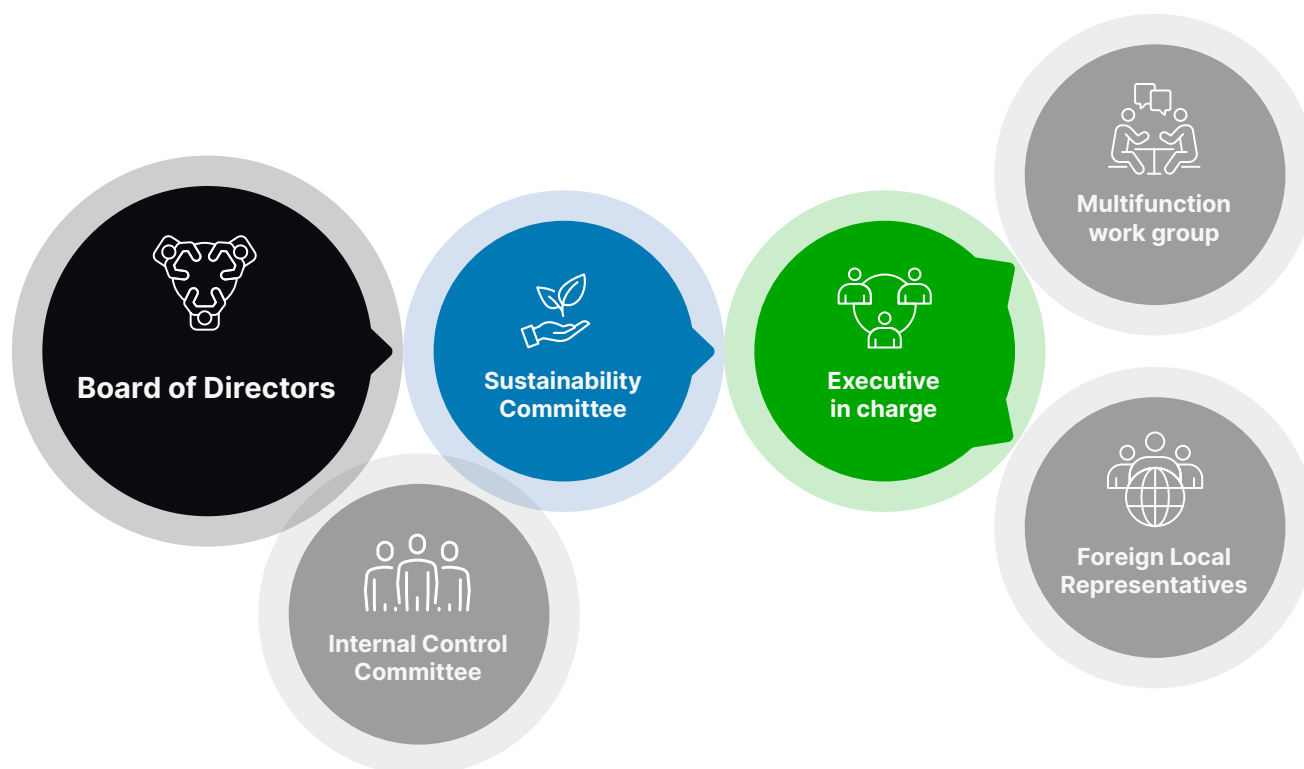 Board of Directors
Sustainability
Committee
Executive
in charge
Multifunction
work group
Foreign Local
Representatives
Internal Control
Committee